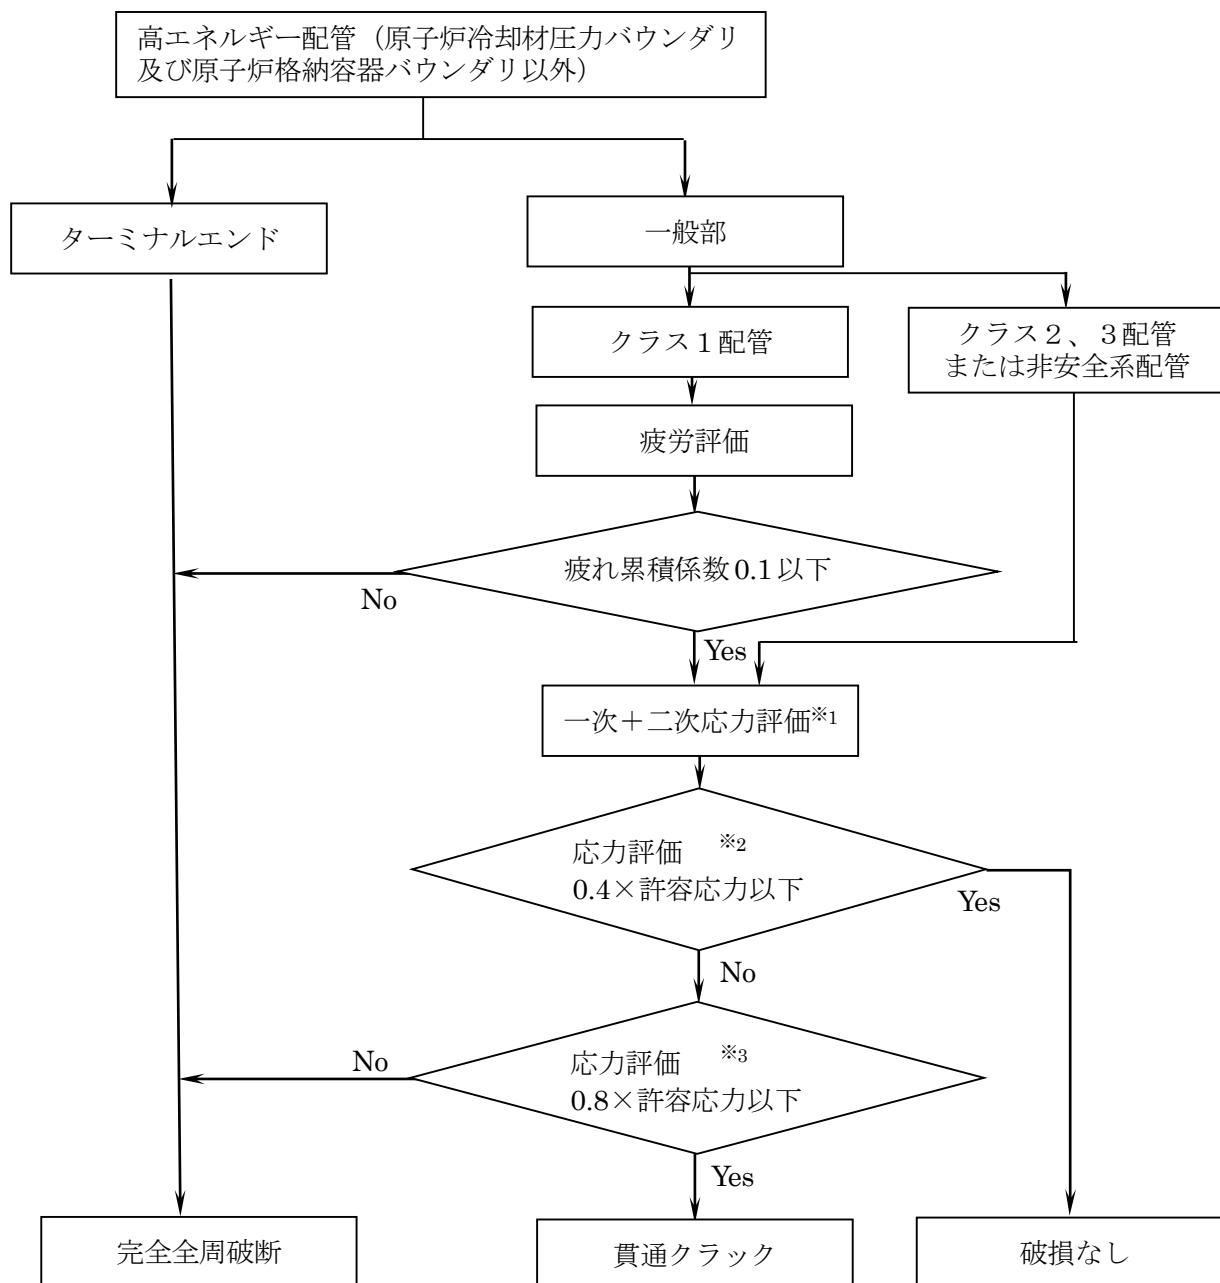 高エネルギー配管（原子炉冷却材圧力バウンダリ
及び原子炉格納容器バウンダリ以外）
ターミナルエンド
一般部
クラス１配管
クラス２、３配管
または非安全系配管
疲労評価
疲れ累積係数 0.1 以下
No
Yes
一次＋二次応力評価※1
応力評価 ※2
0.4×許容応力以下
Yes
No
応力評価 ※3
0.8×許容応力以下
No
Yes
完全全周破断
貫通クラック
破損なし